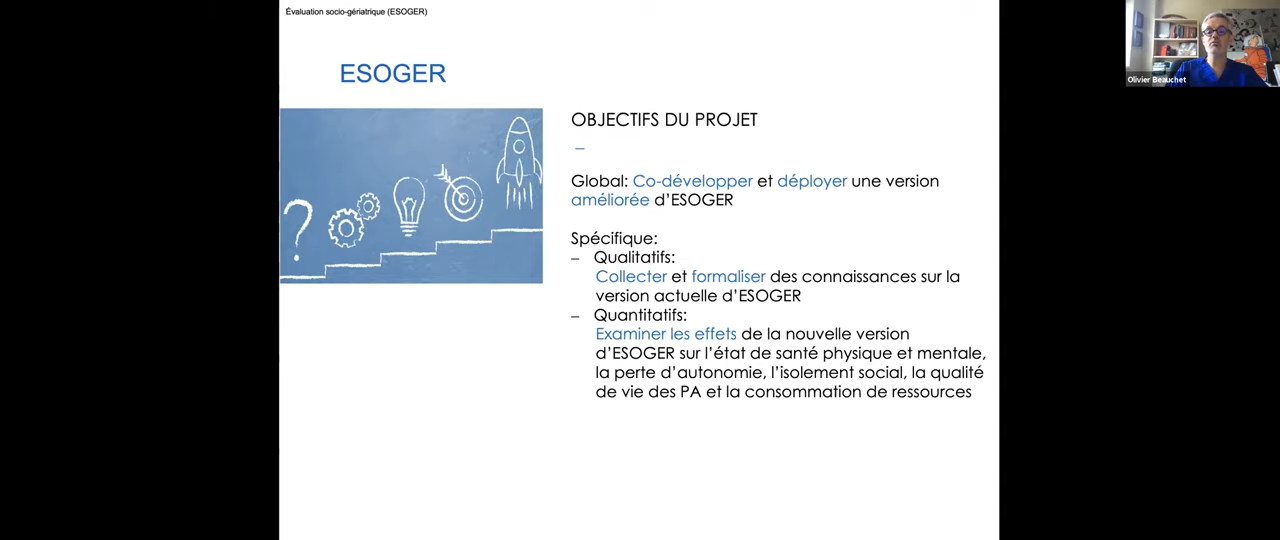 Évaluation socio-gériatrique (ESOGER)
ESOGER
OBJECTIFS DU PROJET
–
Global: Co-développer et déployer une version
améliorée d’ESOGER
Spécifique:
– Qualitatifs:
Collecter et formaliser des connaissances sur la
version actuelle d’ESOGER
– Quantitatifs:
Examiner les effets de la nouvelle version
d’ESOGER sur l’état de santé physique et mentale,
la perte d’autonomie, l’isolement social, la qualité
de vie des PA et la consommation de ressources
Olivier Beauchet